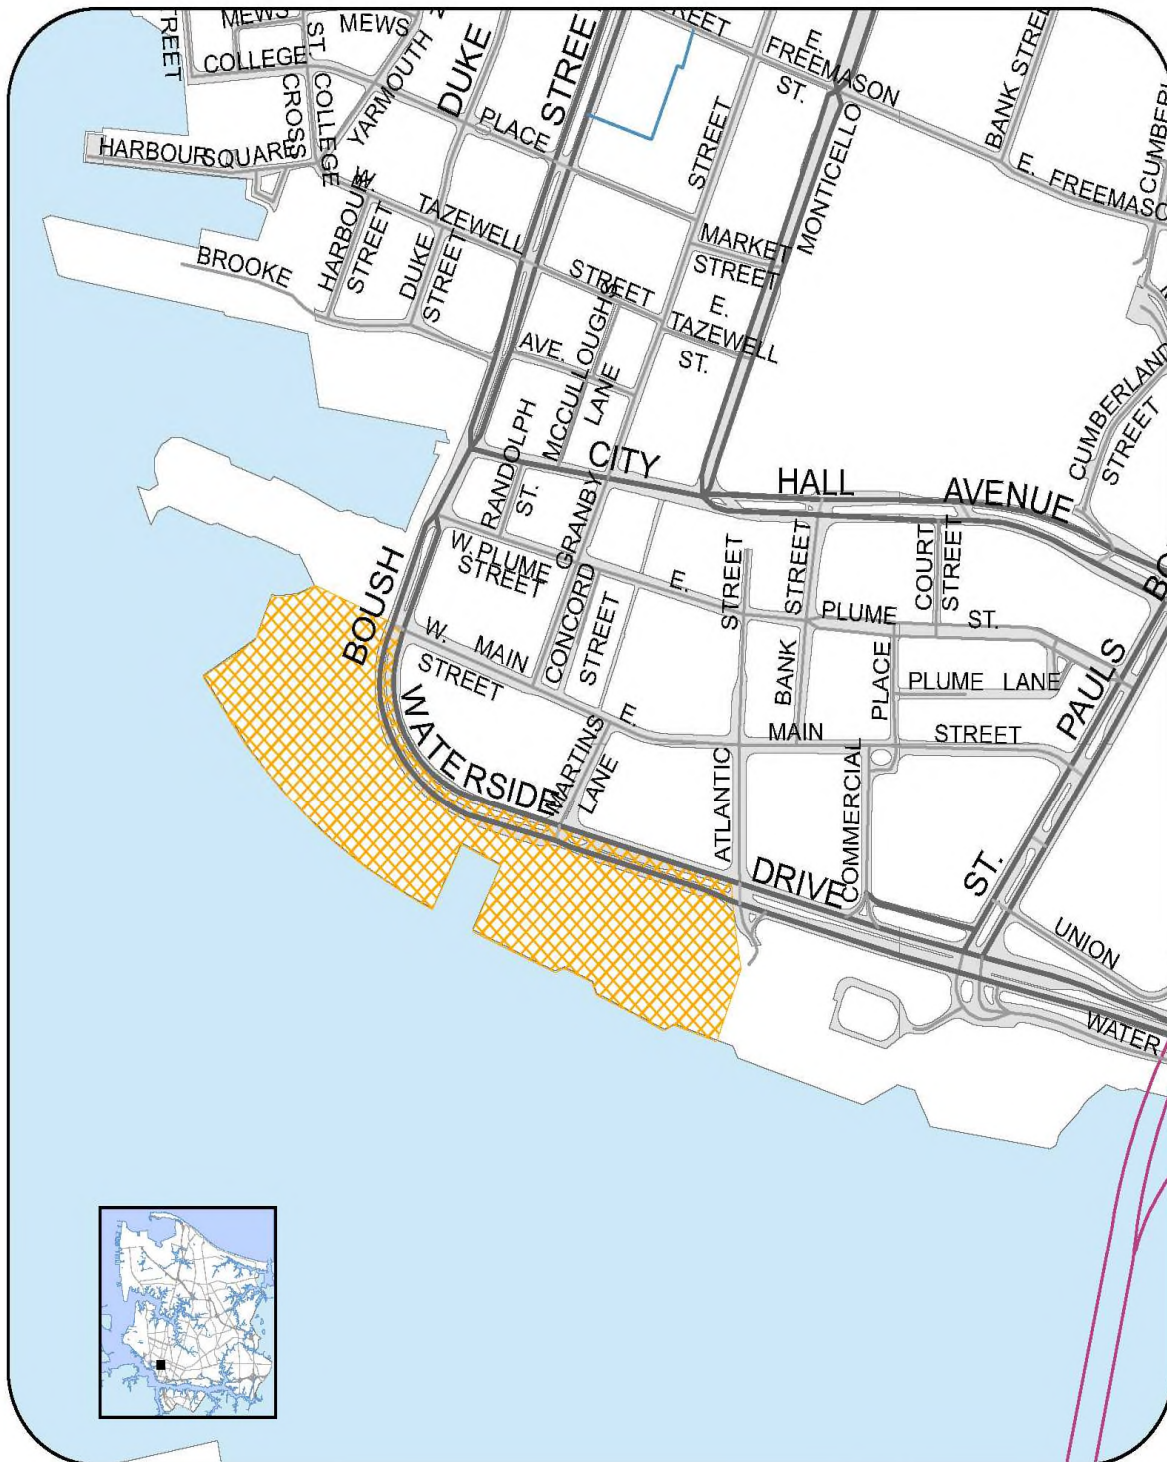 MEWS
MEWS
STREET
ST.
DUKE
STREET
STREET
E.
FREEMASON
ST.
BANK STREET
COLLEGE
CROSS
COLLEGE
YARMOUTH
PLACE
HARBOUR SQUARE
STREET
MONTICELLO
E. FREEMASON
W.
TAZEWELL
STREET
BROOKE
HARBOUR
STREET
DUKE
STREET
MARKET
STREET
E.
TAZEWELL
ST.
AVE.
MCCULLOUGHS
LANE
CUMBERLAND
STREET
RANDOLPH
ST.
CITY
HALL
AVENUE
GRANBY
W. PLUME
STREET
BOUSH
CONCORD
STREET
E.
STREET
STREET
PLUME
ST.
COURT
STREET
W. MAIN
STREET
BANK
PLACE
PLUME LANE
PAULS
E.
MAIN
STREET
WATERSIDE
MARTINS
LANE
ATLANTIC
COMMERCIAL
DRIVE
ST.
UNION
WATER